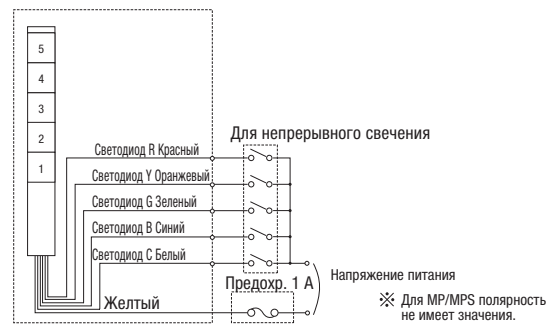 5
4
3
2
1
Для непрерывного свечения
Светодиод R Красный
Светодиод Y Оранжевый
Светодиод G Зеленый
Светодиод B Синий
Светодиод C Белый
Предохр. 1 А
Желтый
Напряжение питания
※ Для MP/MPS полярность
не имеет значения.